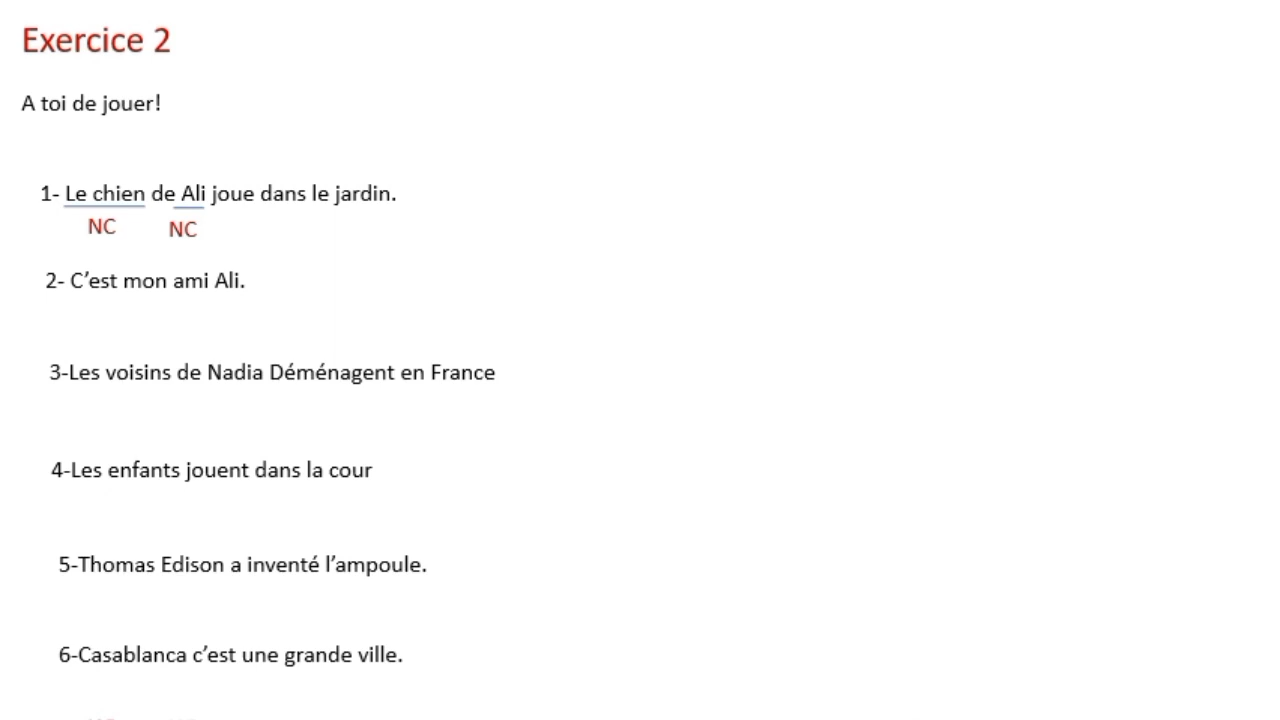 Exercice 2
A toi de jouer!
1- Le chien de Ali joue dans le jardin.
NC NC
2- C’est mon ami Ali.
3-Les voisins de Nadia Déménagent en France
4-Les enfants jouent dans la cour
5-Thomas Edison a inventé l’ampoule.
6-Casablanca c’est une grande ville.